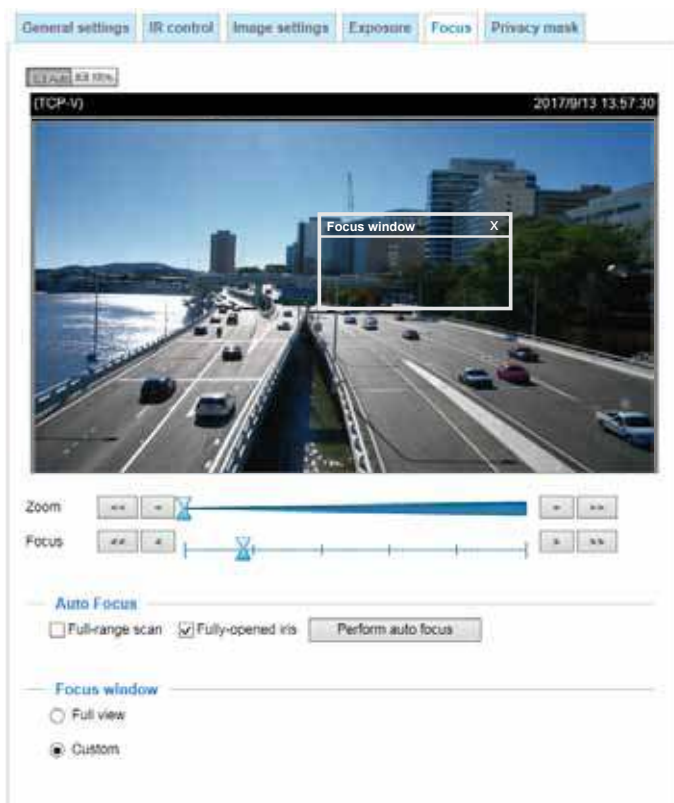 General settings IR control Image settings Exposure Focus Privacy mask
(TCP-V) 2017/9/13 13:57:30
Focus window X
Zoom << < > >>
Focus << < > >>
Auto Focus
Full-range scan Fully-opened iris Perform auto focus
Focus window
Full view
Custom